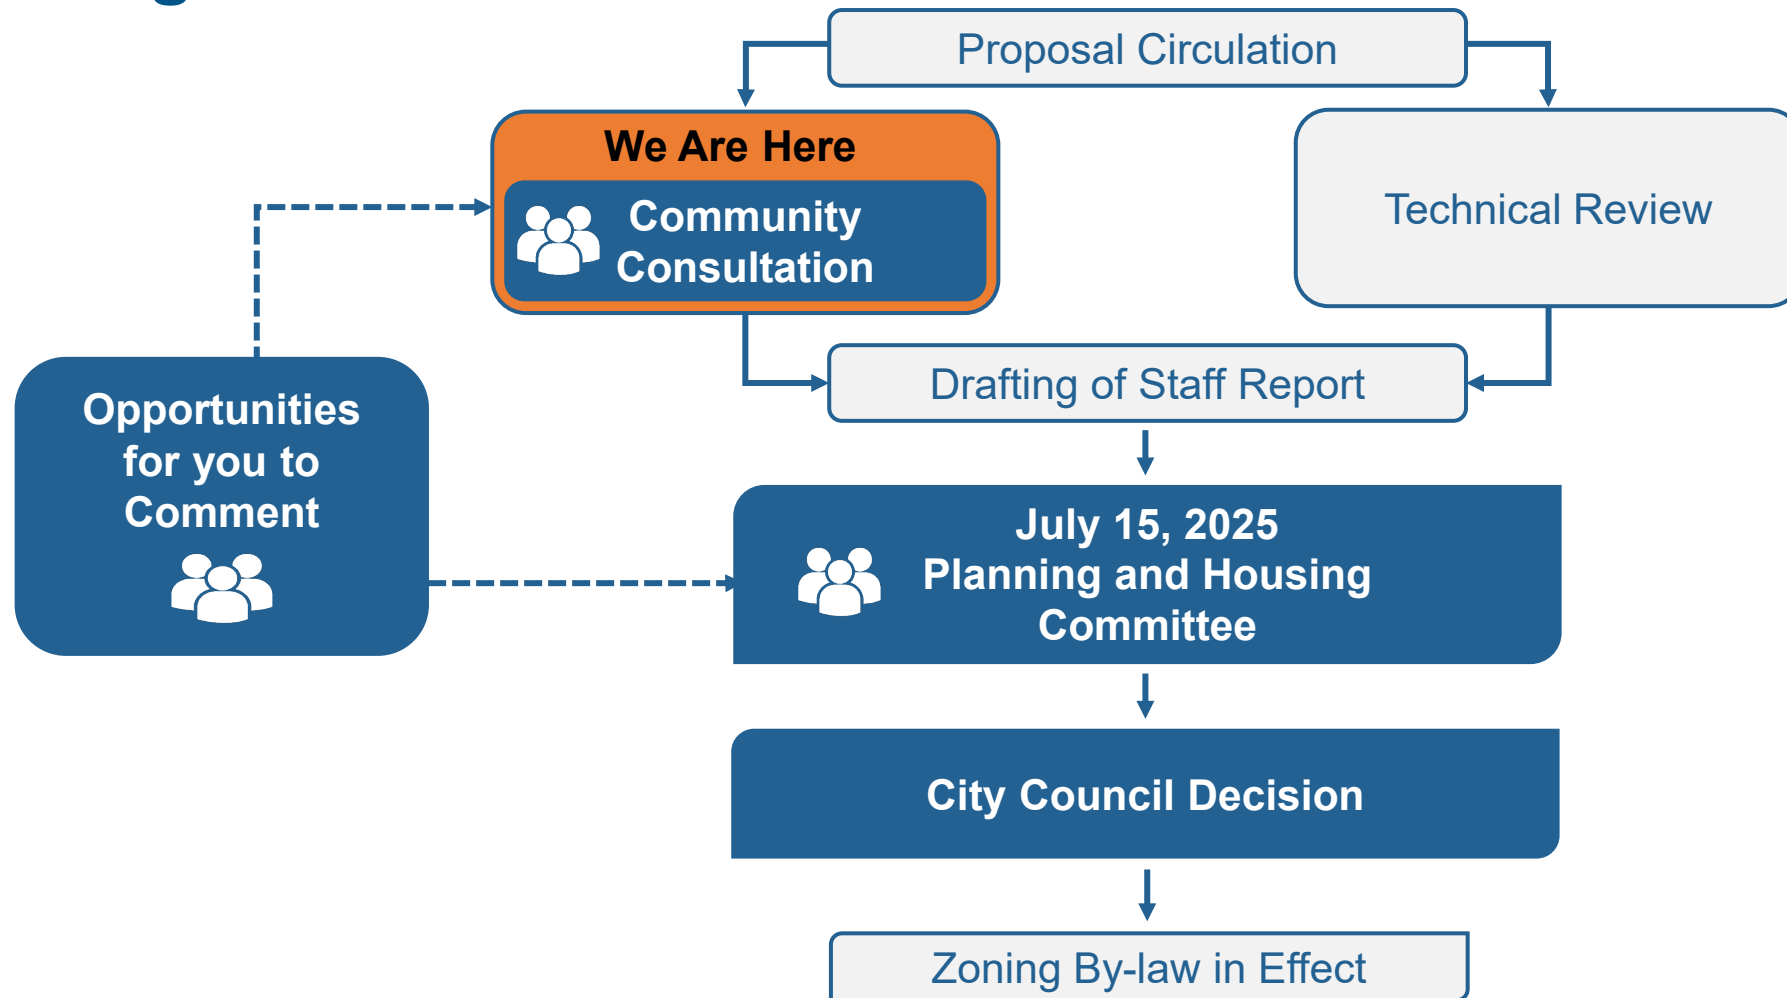 Proposal Circulation
We Are Here
Community
Consultation
Technical Review
Drafting of Staff Report
Opportunities
for you to
Comment
July 15, 2025
Planning and Housing
Committee
City Council Decision
Zoning By-law in Effect